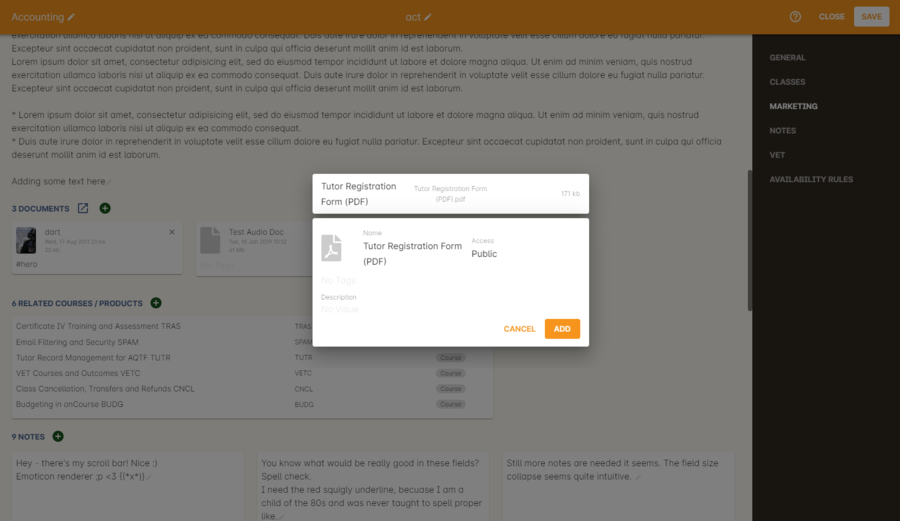 Accounting
act
CLOSE
SAVE
exercitation ullamco laboris nisi ut aliquip ex ea commodo consequat. Duis aute irure dolor in reprehenderit in voluptate velit esse cillum dolore eu fugiat nulla pariatur.
Excepteur sint occaecat cupidatat non proident, sunt in culpa qui officia deserunt mollit anim id est laborum.
Lorem ipsum dolor sit amet, consectetur adipisicing elit, sed do eiusmod tempor incididunt ut labore et dolore magna aliqua. Ut enim ad minim veniam, quis nostrud
exercitation ullamco laboris nisi ut aliquip ex ea commodo consequat. Duis aute irure dolor in reprehenderit in voluptate velit esse cillum dolore eu fugiat nulla pariatur.
Excepteur sint occaecat cupidatat non proident, sunt in culpa qui officia deserunt mollit anim id est laborum.
* Lorem ipsum dolor sit amet, consectetur adipisicing elit, sed do eiusmod tempor incididunt ut labore et dolore magna aliqua. Ut enim ad minim veniam, quis nostrud
exercitation ullamco laboris nisi ut aliquip ex ea commodo consequat.
* Duis aute irure dolor in reprehenderit in voluptate velit esse cillum dolore eu fugiat nulla pariatur. Excepteur sint occaecat cupidatat non proident, sunt in culpa qui officia
deserunt mollit anim id est laborum.
Adding some text here.
GENERAL
CLASSES
MARKETING
NOTES
VET
AVAILABILITY RULES
3 DOCUMENTS
dart
22 kb
#hero
Test Audio Doc
41 Mb
No Tags
Tutor Registration
Form (PDF)
Tutor Registration Form
(PDF).pdf
171 kb
Name
Tutor Registration Form
(PDF)
Access
Public
No Tags
Description
No Value
CANCEL
ADD
6 RELATED COURSES / PRODUCTS
Certificate IV Training and Assessment TRAS
TRAS
Email Filtering and Security SPAM
SPAM
Tutor Record Management for AQTF TUTR
TUTR
Course
VET Courses and Outcomes VETC
VETC
Course
Class Cancellation, Transfers and Refunds CNCL
CNCL
Course
Budgeting in onCourse BUDG
BUDG
Course
9 NOTES
Hey - there's my scroll bar! Nice :)
Emoticon renderer ;p <3 {(*x*)}
You know what would be really good in these fields?
Spell check.
I need the red squigly underline, becuase I am a
child of the 80s and was never taught to spell proper
like.
Still more notes are needed it seems. The field size
collapse seems quite intuitive.